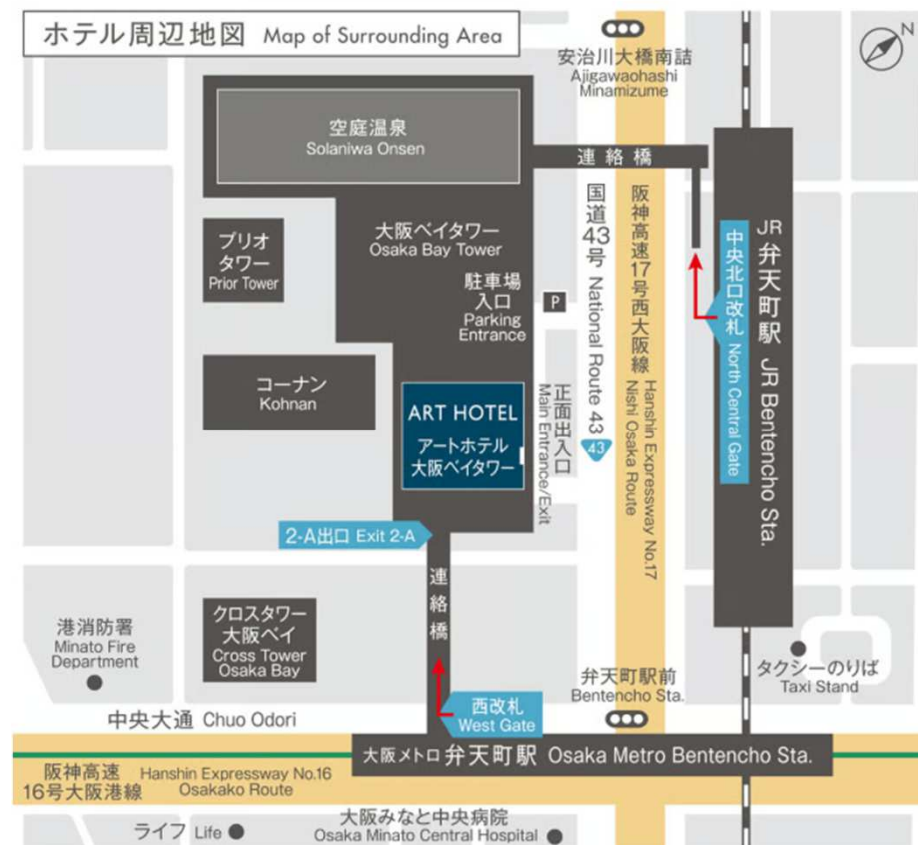 ホテル周辺地図 Map of Surrounding Area
N
安治川大橋南詰
Ajigawaohashi
Minamizume
空庭温泉
Solaniwa Onsen
連絡橋
大阪ベイタワー
Osaka Bay Tower
プリオ
タワー
Prior Tower
駐車場
入口
Parking
Entrance
P
国道43号 National Route 43
43
阪神高速17号西大阪線
Hanshin Expressway No.17
Nishi Osaka Route
中央北口改札 North Central Gate
JR 弁天町駅 JR Bentencho Sta.
コーナン
Kohnan
ART HOTEL
アートホテル
大阪ベイタワー
正面出入口
Main Entrance/Exit
2-A出口 Exit 2-A
連絡橋
クロスタワー
大阪ベイ
Cross Tower
Osaka Bay
港消防署
Minato Fire
Department
弁天町駅前
Bentencho Sta.
タクシーのりば
Taxi Stand
西改札
West Gate
中央大通 Chuo Odori
大阪メトロ 弁天町駅 Osaka Metro Bentencho Sta.
阪神高速
16号大阪港線
Hanshin Expressway No.16
Osakako Route
ライフ Life
大阪みなと中央病院
Osaka Minato Central Hospital